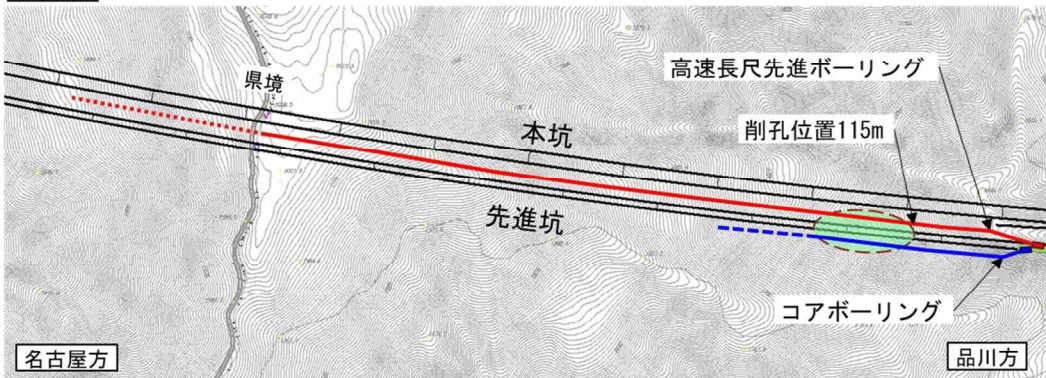 県境
高速長尺先進ボーリング
削孔位置115m
本坑
先進坑
コアボーリング
名古屋方
品川方